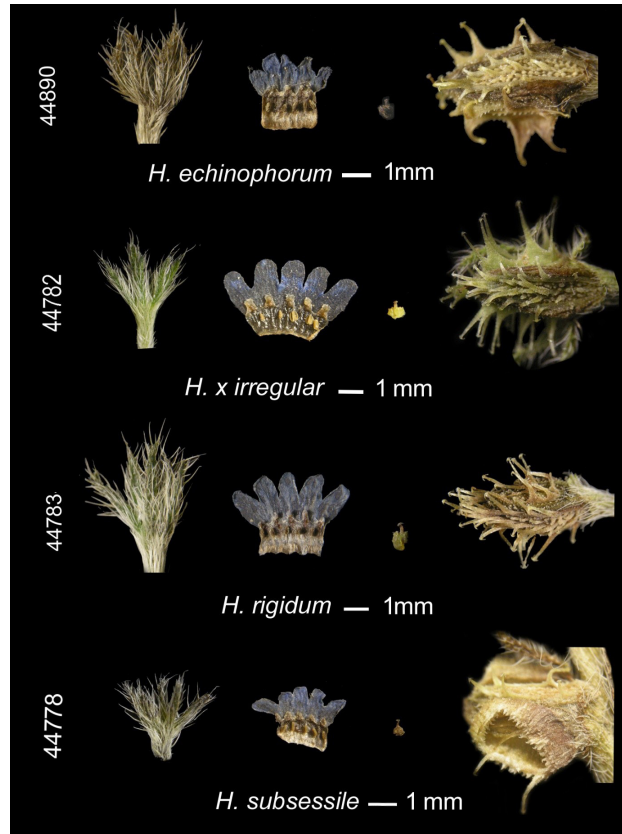 44890
H. echinophorum 1mm
44782
H. x irregular 1 mm
44783
H. rigidum 1mm
44778
H. subsessile 1 mm